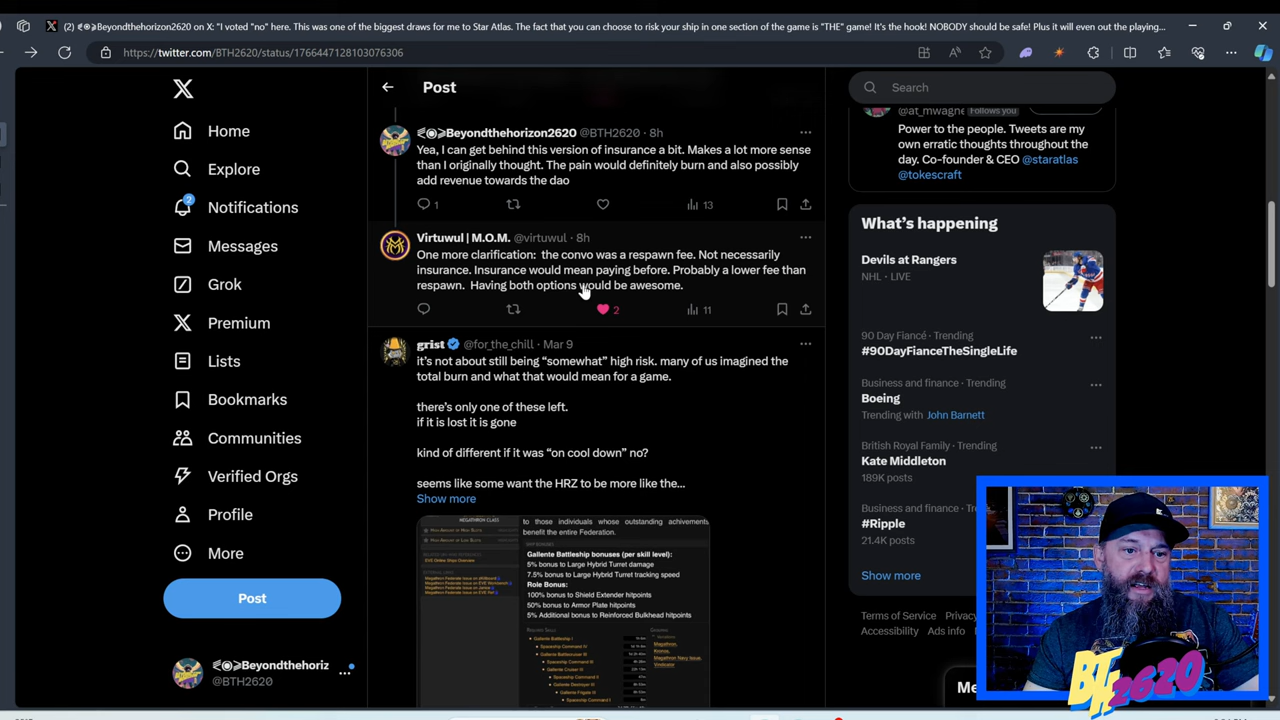 (2) ⪪◉⪫Beyondthehorizon2620 on X: "I voted "no" here. This was one of the biggest draws for me to Star Atlas. The fact that you can choose to risk your ship in one section of the game is "THE" game! It's the hook! NOBODY should be safe! Plus it will even out the playing...
https://twitter.com/BTH2620/status/1766447128103076306
Home
Explore
2
Notifications
Messages
Grok
Premium
Lists
Bookmarks
Communities
Verified Orgs
Profile
More
Post
⪪◉⪫Beyondthehoriz
@BTH2620
Post
⪪◉⪫Beyondthehorizon2620 @BTH2620 · 8h
Yea, I can get behind this version of insurance a bit. Makes a lot more sense
than I originally thought. The pain would definitely burn and also possibly
add revenue towards the dao
1 13
Virtuwul | M.O.M. @virtuwul · 8h
One more clarification: the convo was a respawn fee. Not necessarily
insurance. Insurance would mean paying before. Probably a lower fee than
respawn. Having both options would be awesome.
2 11
grist @for_the_chill · Mar 9
it's not about still being "somewhat" high risk. many of us imagined the
total burn and what that would mean for a game.
there's only one of these left.
if it is lost it is gone
kind of different if it was "on cool down" no?
seems like some want the HRZ to be more like the...
Show more
MEGATHRON CLASS
to those individuals whose outstanding achievments
benefit the entire Federation.
Gallente Battleship bonuses (per skill level):
5% bonus to Large Hybrid Turret damage
7.5% bonus to Large Hybrid Turret tracking speed
Role Bonus:
100% bonus to Shield Extender hitpoints
50% bonus to Armor Plate hitpoints
5% Additional bonus to Reinforced Bulkhead hitpoints
Search
@at_mwagne Follows you
Power to the people. Tweets are my
own erratic thoughts throughout the
day. Co-founder & CEO @staratlas
@tokescraft
What's happening
Devils at Rangers
NHL · LIVE
90 Day Fiancé · Trending
#90DayFianceTheSingleLife
Business and finance · Trending
Boeing
Trending with John Barnett
British Royal Family · Trending
Kate Middleton
189K posts
Business and finance · Trending
#Ripple
21.4K posts
Show more
Terms of Service Privacy
Accessibility Ads info
Me